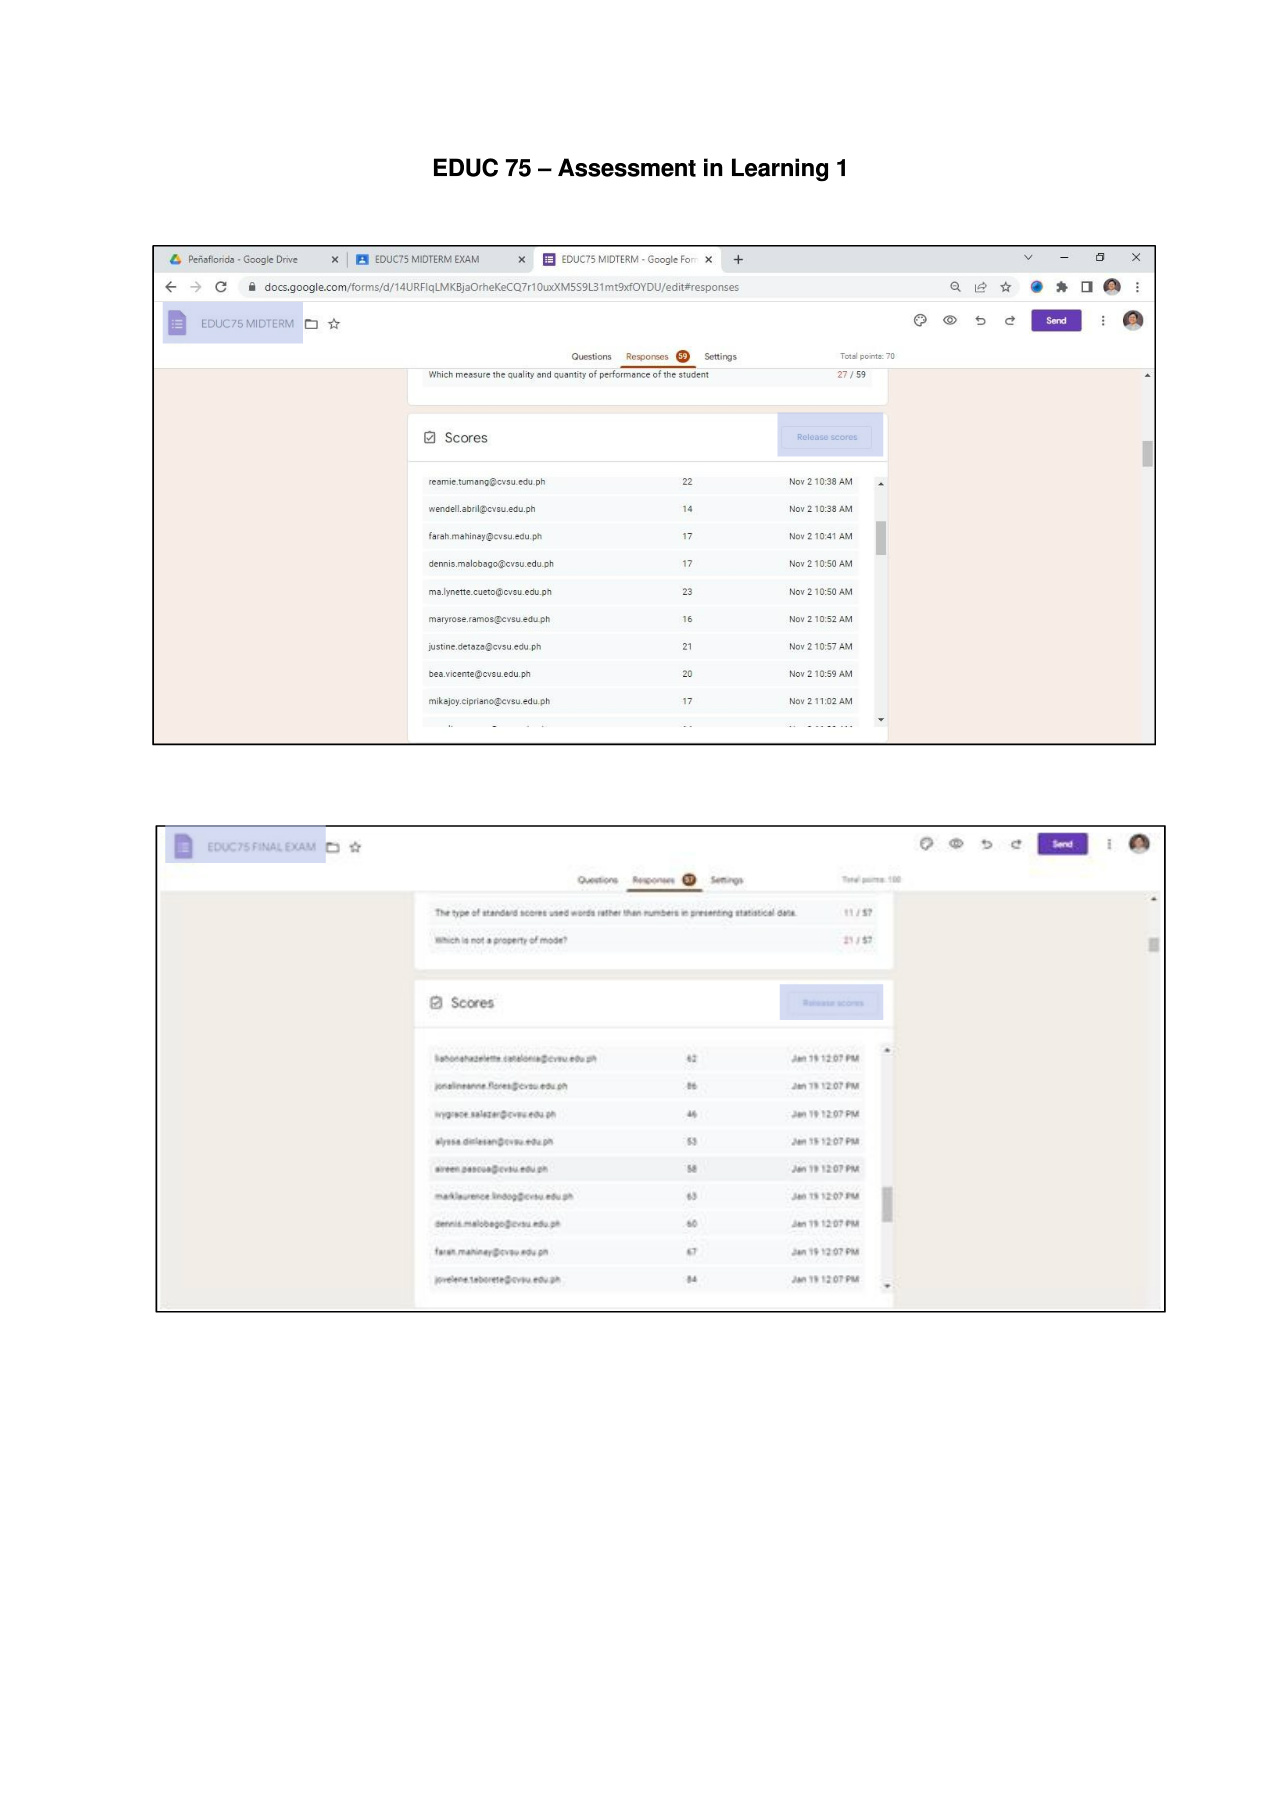 EDUC 75 – Assessment in Learning 1
Peñaflorida - Google Drive
EDUC75 MIDTERM EXAM
EDUC75 MIDTERM - Google For
docs.google.com/forms/d/14URFIqLMKBjaOrheKeCQ7r10uxXM5S9L31mt9xfOYDU/edit#responses
EDUC75 MIDTERM
Send
Questions Responses 59 Settings Total points: 70
Which measure the quality and quantity of performance of the student 27 / 59
Scores Release scores
reamie.tumang@cvsu.edu.ph 22 Nov 2 10:38 AM
wendell.abril@cvsu.edu.ph 14 Nov 2 10:38 AM
farah.mahinay@cvsu.edu.ph 17 Nov 2 10:41 AM
dennis.malobago@cvsu.edu.ph 17 Nov 2 10:50 AM
ma.lynette.cueto@cvsu.edu.ph 23 Nov 2 10:50 AM
maryrose.ramos@cvsu.edu.ph 16 Nov 2 10:52 AM
justine.detaza@cvsu.edu.ph 21 Nov 2 10:57 AM
bea.vicente@cvsu.edu.ph 20 Nov 2 10:59 AM
mikajoy.cipriano@cvsu.edu.ph 17 Nov 2 11:02 AM
EDUC75 FINAL EXAM
Send
Questions Responses 57 Settings Total points: 100
The type of standard scores used words rather than numbers in presenting statistical data. 11 / 57
Which is not a property of mode? 21 / 57
Scores Release scores
62 Jan 19 12:07 PM
jonalineanne.flores@cvsu.edu.ph 86 Jan 19 12:07 PM
ivygrace.salazar@cvsu.edu.ph 46 Jan 19 12:07 PM
alyssa.dinlasan@cvsu.edu.ph 53 Jan 19 12:07 PM
aireen.pascua@cvsu.edu.ph 58 Jan 19 12:07 PM
marklaurence.lindog@cvsu.edu.ph 63 Jan 19 12:07 PM
dennis.malobago@cvsu.edu.ph 60 Jan 19 12:07 PM
farah.mahinay@cvsu.edu.ph 67 Jan 19 12:07 PM
jovelene.taborete@cvsu.edu.ph 84 Jan 19 12:07 PM